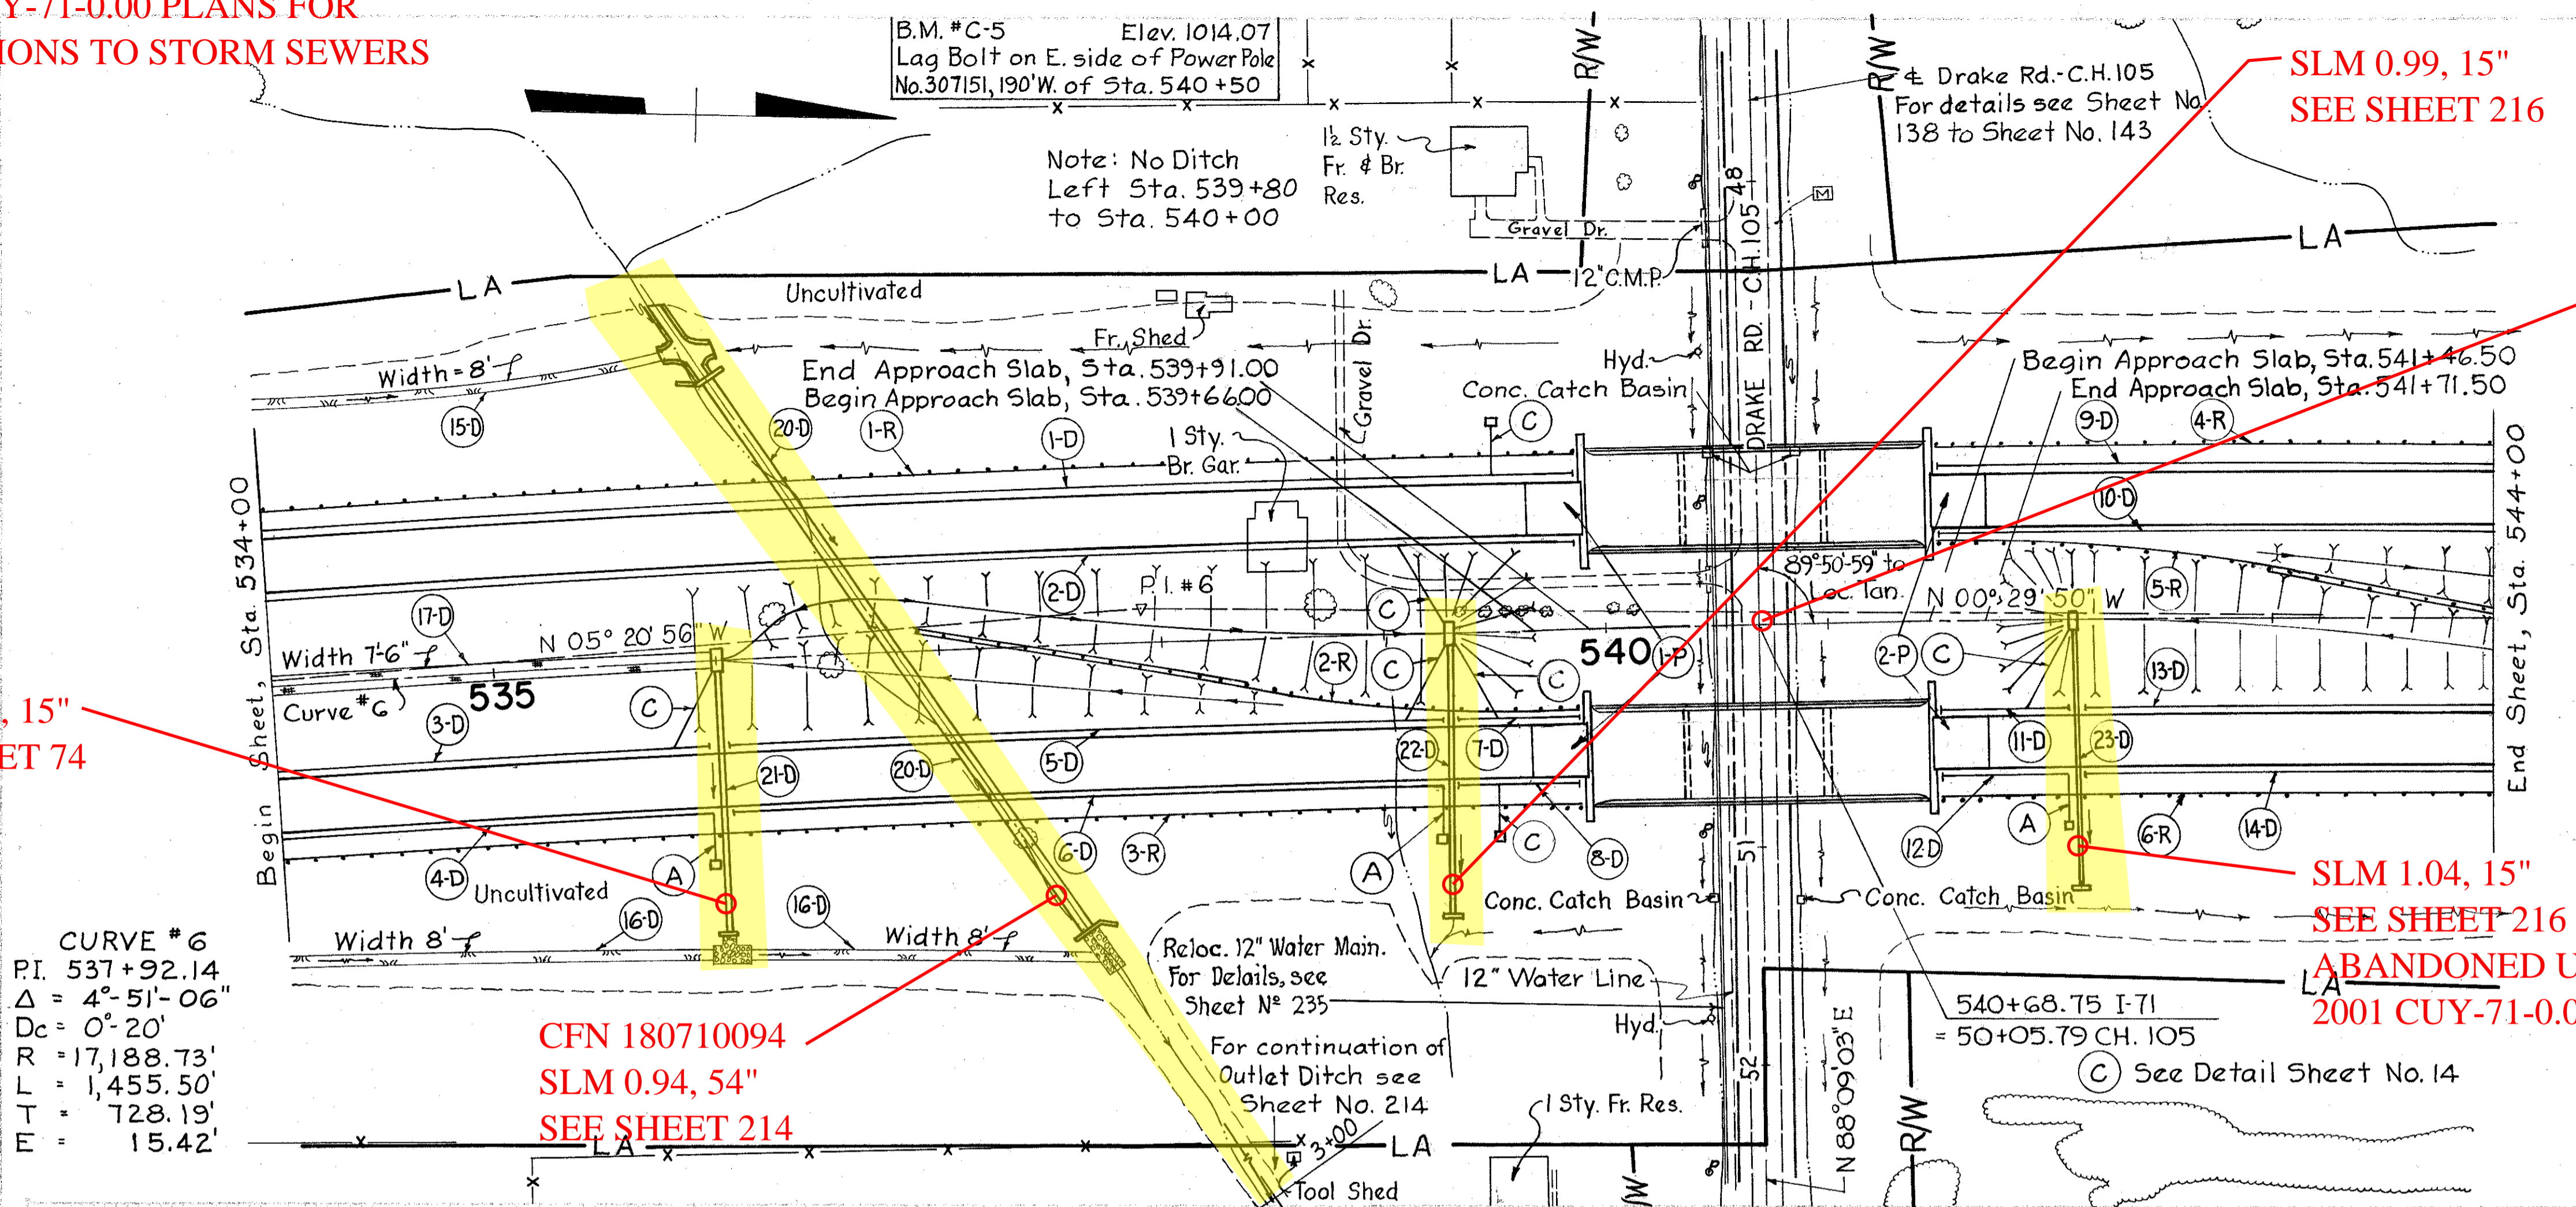 Y-71-0.00 PLANS FOR
IONS TO STORM SEWERS
B.M. #C-5 Elev. 1014.07
Lag Bolt on E. side of Power Pole
No.307151, 190'W. of Sta. 540+50
R/W
R/W
℄ Drake Rd.-C.H.105
For details see Sheet No.
138 to Sheet No. 143
SLM 0.99, 15"
SEE SHEET 216
Note: No Ditch
Left Sta. 539+80
to Sta. 540+00
1½ Sty.
Fr. & Br.
Res.
Gravel Dr.
48
M
LA
LA
LA
12"C.M.P.
Uncultivated
Fr. Shed
Gravel Dr.
DRAKE RD. - C.H.105
Width = 8'
End Approach Slab, Sta. 539+91.00
Begin Approach Slab, Sta. 539+66.00
Hyd.
Conc. Catch Basin
Begin Approach Slab, Sta. 541+46.50
End Approach Slab, Sta. 541+71.50
15-D
20-D
1-R
1-D
1 Sty.
Br. Gar.
C
9-D
4-R
10-D
Begin Sheet, Sta. 534+00
End Sheet, Sta. 544+00
17-D
2-D
P.I. #6
C
89°50'-59" to
Loc. Tan.
N 00°29'50" W
5-R
N 05° 20' 56" W
Width 7'-6"
Curve #6
535
540
1-P
2-R
C
C
2-P
C
13-D
, 15"
ET 74
3-D
C
21-D
20-D
5-D
22-D
7-D
11-D
23-D
4-D
Uncultivated
A
6-D
3-R
A
C
8-D
51
12-D
A
6-R
14-D
16-D
16-D
Width 8'
Width 8'
Conc. Catch Basin
Conc. Catch Basin
SLM 1.04, 15"
SEE SHEET 216
ABANDONED U
2001 CUY-71-0.0
CURVE #6
P.I. 537+92.14
Δ = 4°-51'-06"
Dc = 0°-20'
R = 17,188.73'
L = 1,455.50'
T = 728.19'
E = 15.42'
Reloc. 12" Water Main.
For Details, see
Sheet Nº 235
12" Water Line
Hyd.
LA
540+68.75 I-71
= 50+05.79 CH. 105
CFN 180710094
SLM 0.94, 54"
SEE SHEET 214
For continuation of
Outlet Ditch see
Sheet No. 214
52
N 88°09'03"E
R/W
C See Detail Sheet No. 14
1 Sty. Fr. Res.
LA
3+00
LA
Tool Shed
W